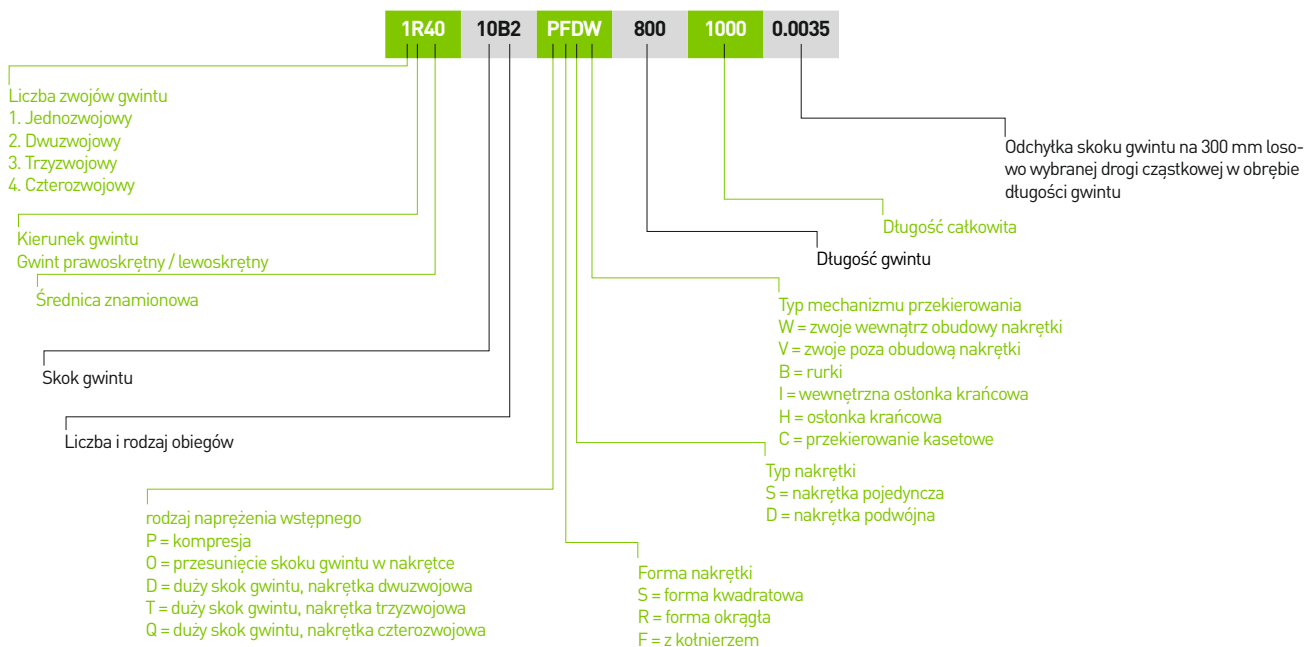 1R40 10B2 PFDW 800 1000 0.0035
Liczba zwojów gwintu
1. Jednozwojowy
2. Dwuzwojowy
3. Trzyzwojowy
4. Czterozwojowy
Kierunek gwintu
Gwint prawoskrętny / lewoskrętny
Średnica znamionowa
Skok gwintu
Liczba i rodzaj obiegów
rodzaj naprężenia wstępnego
P = kompresja
O = przesunięcie skoku gwintu w nakrętce
D = duży skok gwintu, nakrętka dwuzwojowa
T = duży skok gwintu, nakrętka trzyzwojowa
Q = duży skok gwintu, nakrętka czterozwojowa
Forma nakrętki
S = forma kwadratowa
R = forma okrągła
F = z kołnierzem
Typ nakrętki
S = nakrętka pojedyncza
D = nakrętka podwójna
Typ mechanizmu przekierowania
W = zwoje wewnątrz obudowy nakrętki
V = zwoje poza obudową nakrętki
B = rurki
I = wewnętrzna osłonka krańcowa
H = osłonka krańcowa
C = przekierowanie kasetowe
Długość gwintu
Długość całkowita
Odchyłka skoku gwintu na 300 mm loso-
wo wybranej drogi cząstkowej w obrębie
długości gwintu